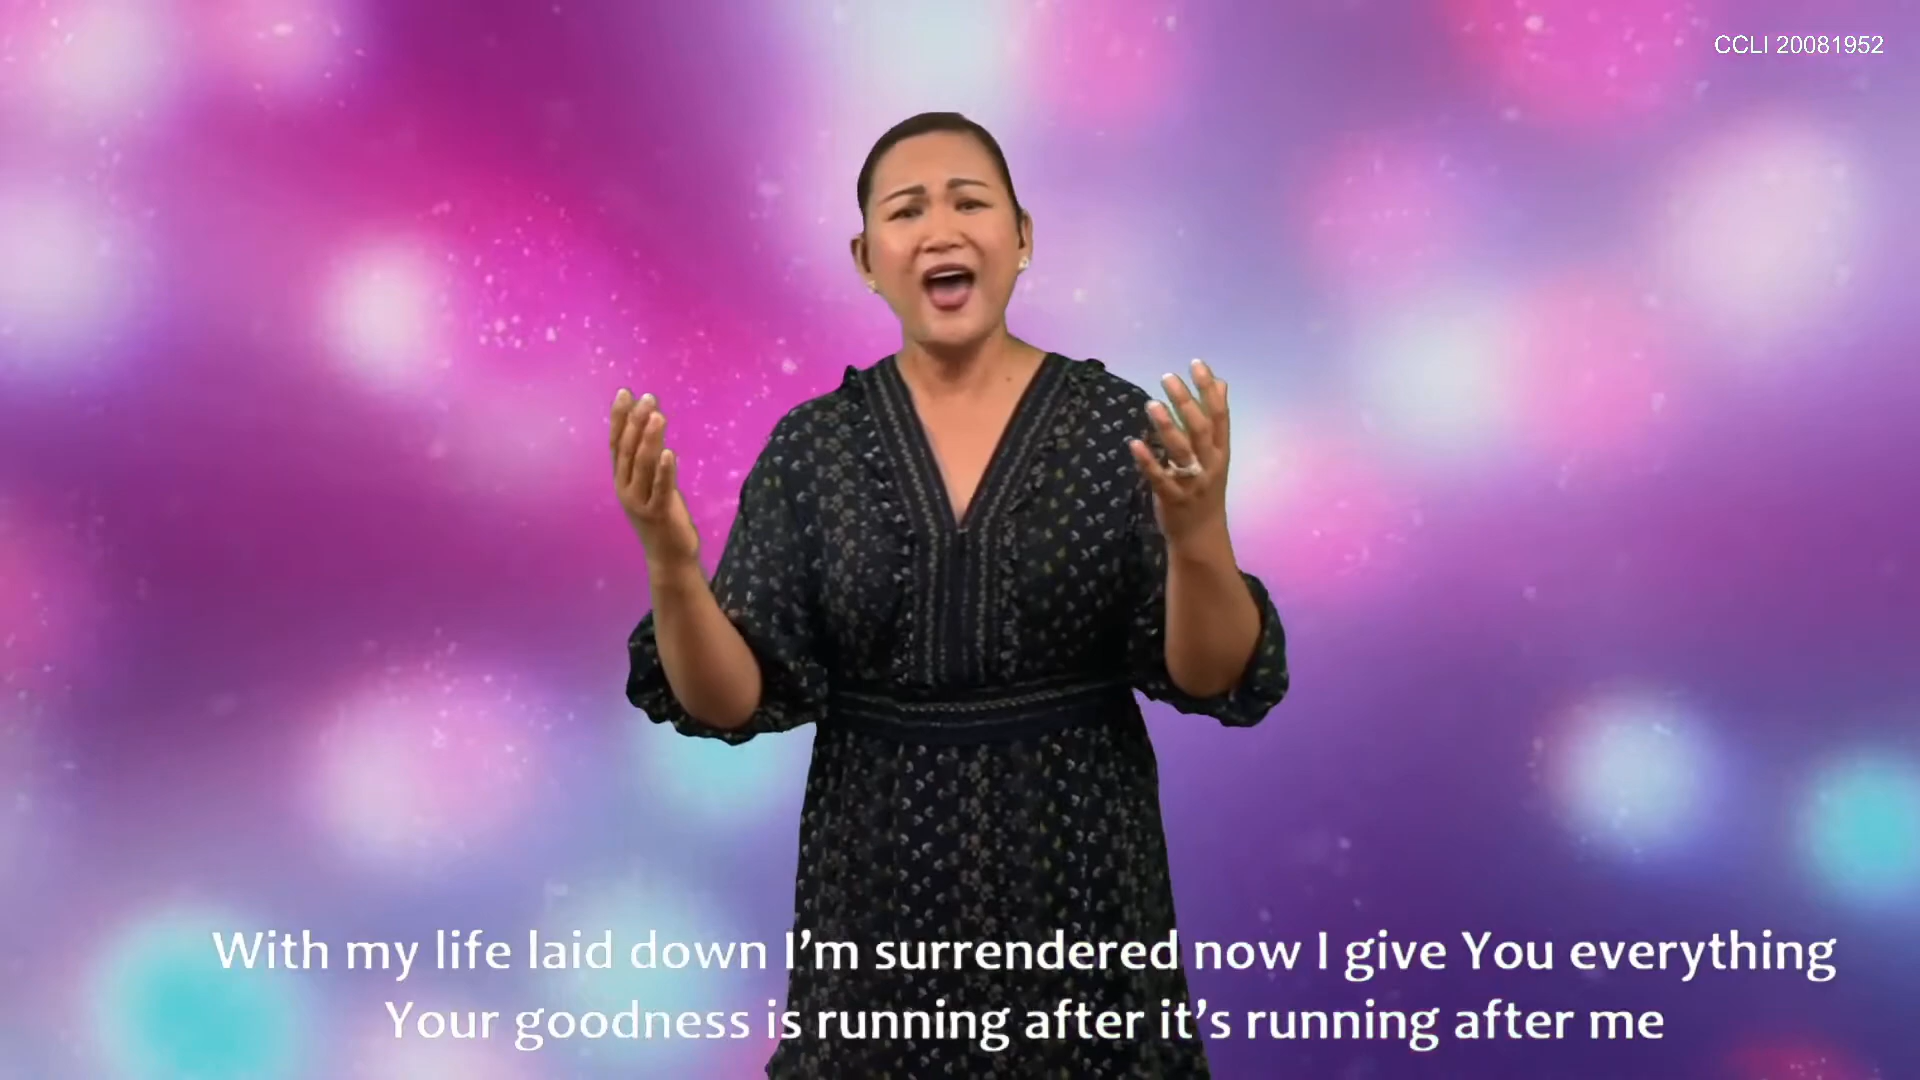 CCLI 20081952
With my life laid down I’m surrendered now I give You everything
Your goodness is running after it’s running after me